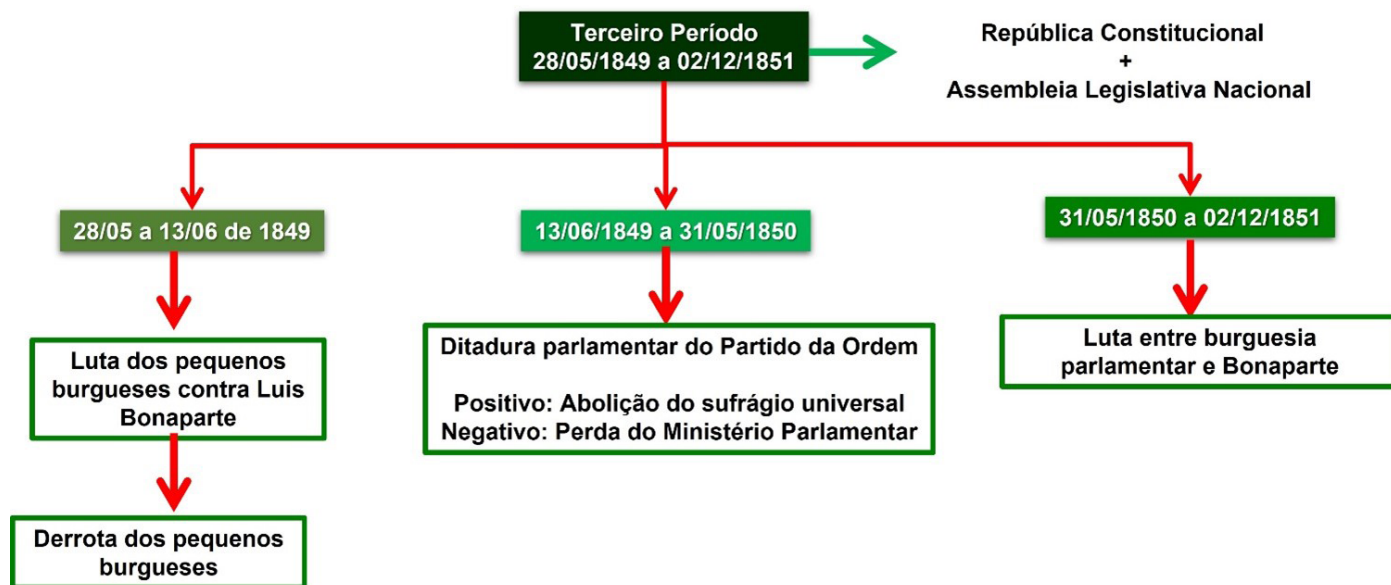 Terceiro Período
28/05/1849 a 02/12/1851
República Constitucional
+
Assembleia Legislativa Nacional
28/05 a 13/06 de 1849
13/06/1849 a 31/05/1850
31/05/1850 a 02/12/1851
Luta dos pequenos
burgueses contra Luis
Bonaparte
Ditadura parlamentar do Partido da Ordem
Positivo: Abolição do sufrágio universal
Negativo: Perda do Ministério Parlamentar
Luta entre burguesia
parlamentar e Bonaparte
Derrota dos pequenos
burgueses